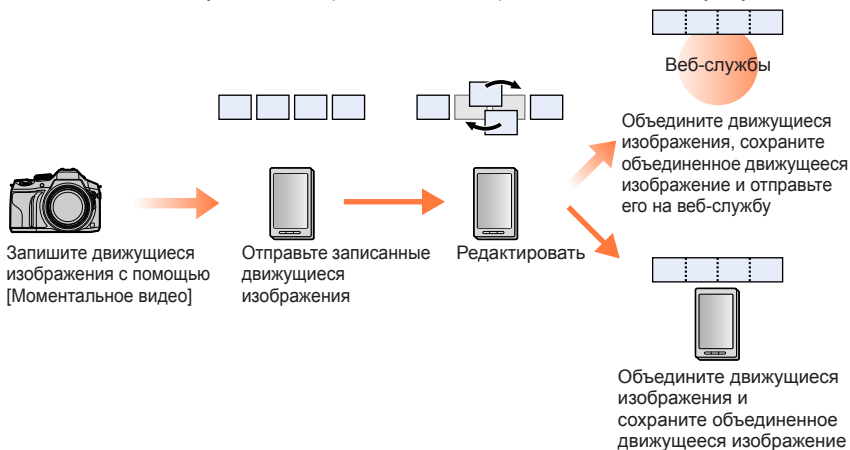 Веб-службы
Объедините движущиеся
изображения, сохраните
объединенное движущееся
изображение и отправьте
его на веб-службу
Запишите движущиеся
изображения с помощью
[Моментальное видео]
Отправьте записанные
движущиеся
изображения
Редактировать
Объедините движущиеся
изображения и
сохраните объединенное
движущееся изображение